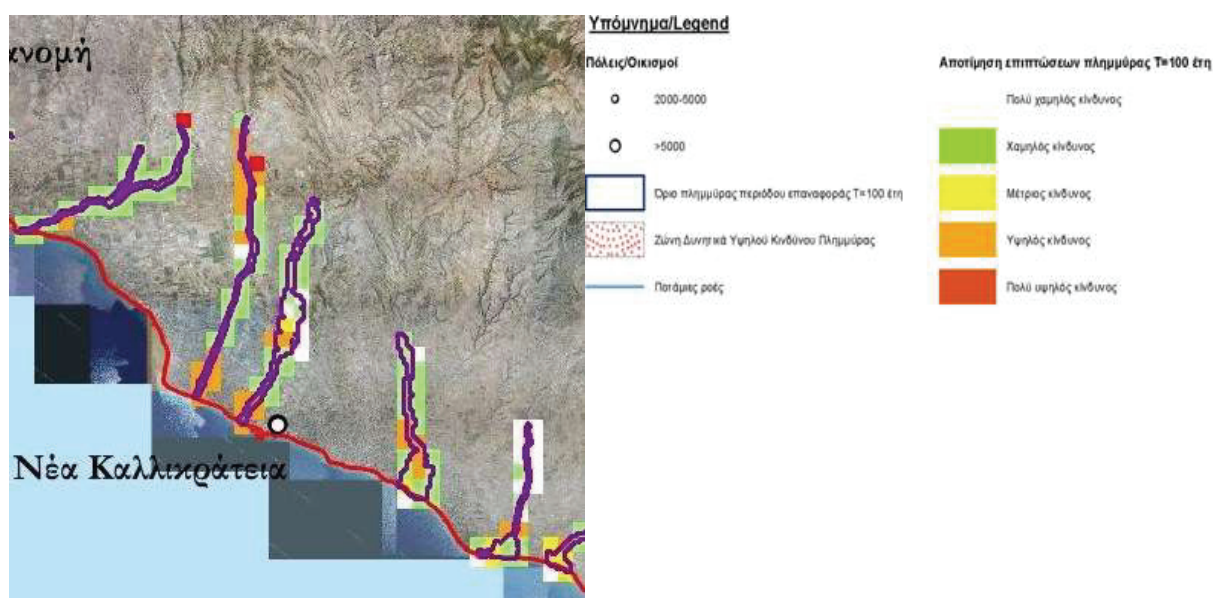 ανομή
Νέα Καλλικράτεια
Υπόμνημα/Legend
Πόλεις/Οικισμοί
2000-5000
>5000
Όριο πλημμύρας περιόδου επαναφοράς Τ=100 έτη
Ζώνη Δυνητικά Υψηλού Κινδύνου Πλημμύρας
Ποτάμιες ροές
Αποτίμηση επιπτώσεων πλημμύρας Τ=100 έτη
Πολύ χαμηλός κίνδυνος
Χαμηλός κίνδυνος
Μέτριος κίνδυνος
Υψηλός κίνδυνος
Πολύ υψηλός κίνδυνος